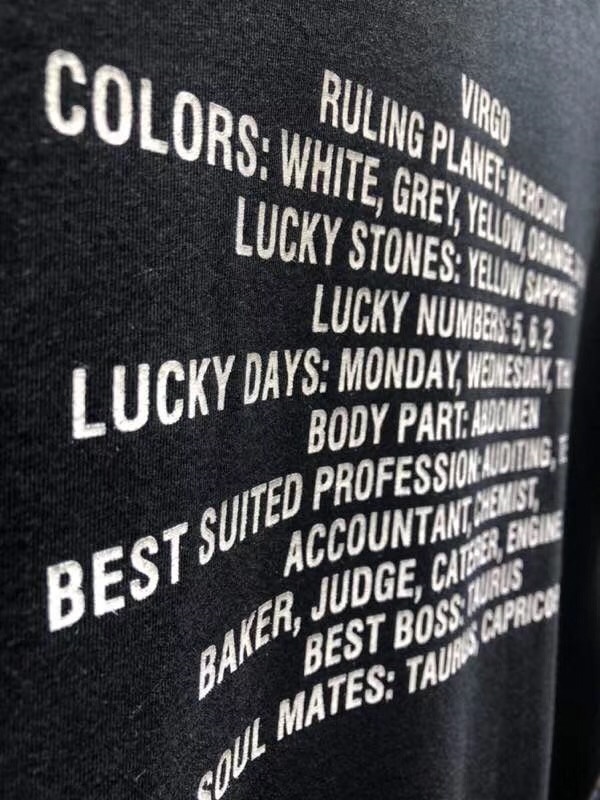 VIRGO
RULING PLANET: MERCURY
COLORS: WHITE, GREY, YELLOW, ORANGE,
LUCKY STONES: YELLOW SAPPHIRE
LUCKY NUMBERS: 5, 6, 2
LUCKY DAYS: MONDAY, WEDNESDAY,
BODY PART: ABDOMEN
BEST SUITED PROFESSION: AUDITING,
ACCOUNTANT, CHEMIST,
BAKER, JUDGE, CATERER,
BEST BOSS: TAURUS
SOUL MATES: TAURUS